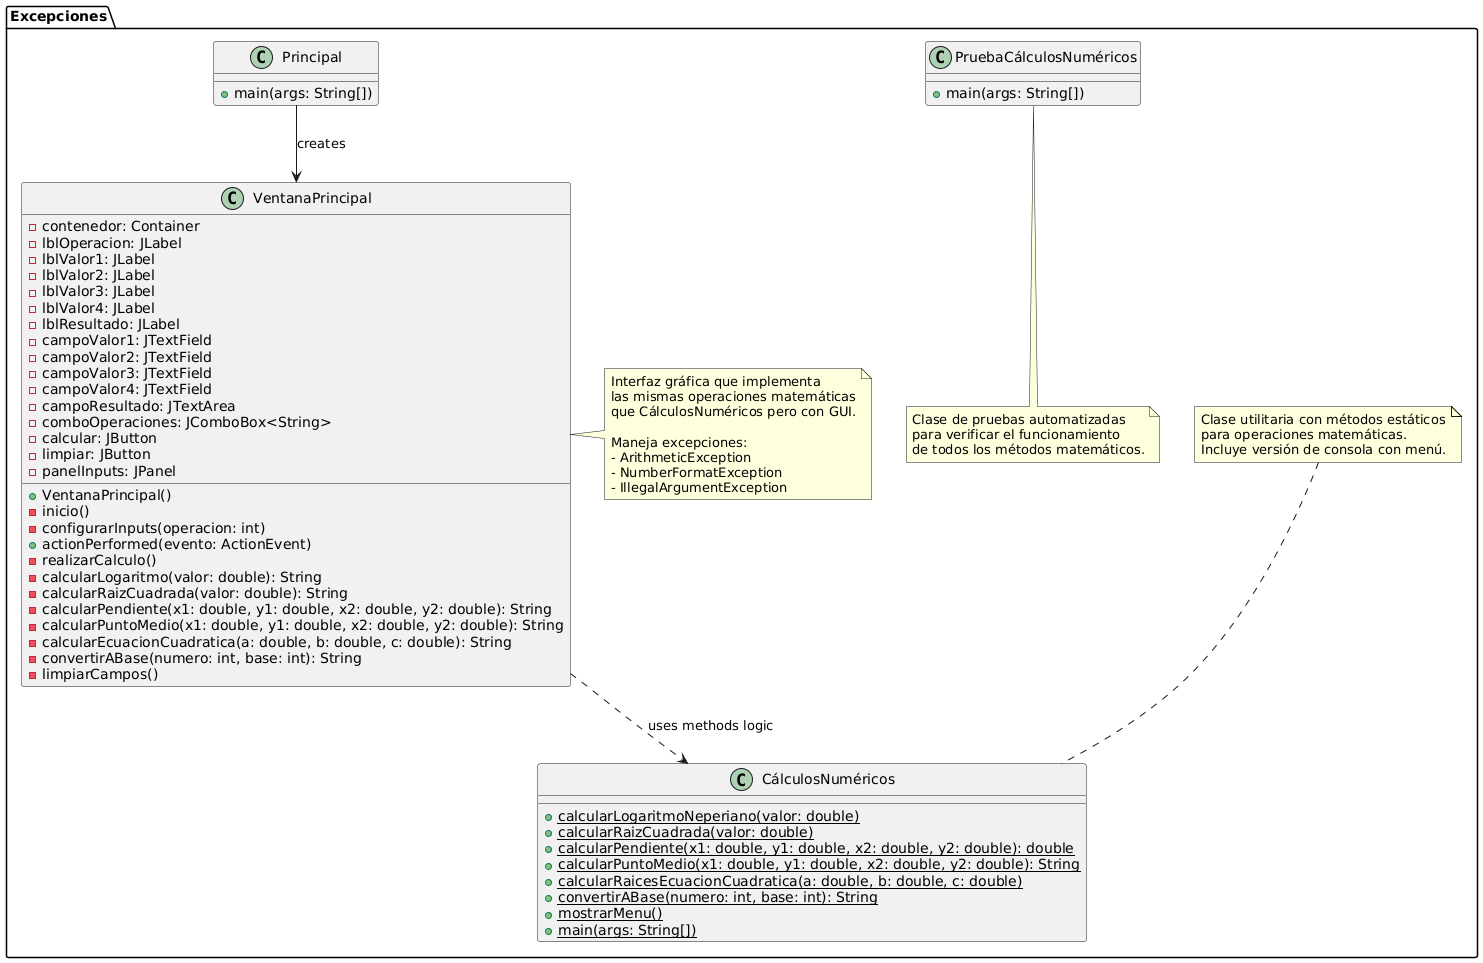 Excepciones
C Principal
main(args: String[])
C PruebaCálculosNuméricos
main(args: String[])
creates
C VentanaPrincipal
contenedor: Container
lblOperacion: JLabel
lblValor1: JLabel
lblValor2: JLabel
lblValor3: JLabel
lblValor4: JLabel
lblResultado: JLabel
campoValor1: JTextField
campoValor2: JTextField
campoValor3: JTextField
campoValor4: JTextField
campoResultado: JTextArea
comboOperaciones: JComboBox<String>
calcular: JButton
limpiar: JButton
panelInputs: JPanel
VentanaPrincipal()
inicio()
configurarInputs(operacion: int)
actionPerformed(evento: ActionEvent)
realizarCalculo()
calcularLogaritmo(valor: double): String
calcularRaizCuadrada(valor: double): String
calcularPendiente(x1: double, y1: double, x2: double, y2: double): String
calcularPuntoMedio(x1: double, y1: double, x2: double, y2: double): String
calcularEcuacionCuadratica(a: double, b: double, c: double): String
convertirABase(numero: int, base: int): String
limpiarCampos()
Interfaz gráfica que implementa
las mismas operaciones matemáticas
que CálculosNuméricos pero con GUI.
Maneja excepciones:
- ArithmeticException
- NumberFormatException
- IllegalArgumentException
Clase de pruebas automatizadas
para verificar el funcionamiento
de todos los métodos matemáticos.
Clase utilitaria con métodos estáticos
para operaciones matemáticas.
Incluye versión de consola con menú.
uses methods logic
C CálculosNuméricos
calcularLogaritmoNeperiano(valor: double)
calcularRaizCuadrada(valor: double)
calcularPendiente(x1: double, y1: double, x2: double, y2: double): double
calcularPuntoMedio(x1: double, y1: double, x2: double, y2: double): String
calcularRaicesEcuacionCuadratica(a: double, b: double, c: double)
convertirABase(numero: int, base: int): String
mostrarMenu()
main(args: String[])